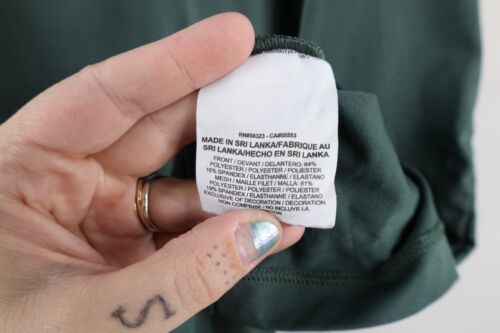 RN#56323 - CA#05553
MADE IN SRI LANKA/FABRIQUE AU
SRI LANKA/HECHO EN SRI LANKA
FRONT / DEVANT / DELANTERO: 84%
POLYESTER / POLYESTER / POLIESTER
16% SPANDEX / ELASTHANNE / ELASTANO
MESH / MAILLE FILET / MALLA: 81%
POLYESTER / POLYESTER / POLIESTER
19% SPANDEX / ELASTHANNE / ELASTANO
EXCLUSIVE OF DECORATION / DECORATION
NON COMPRISE / NO INCLUYE LA
S